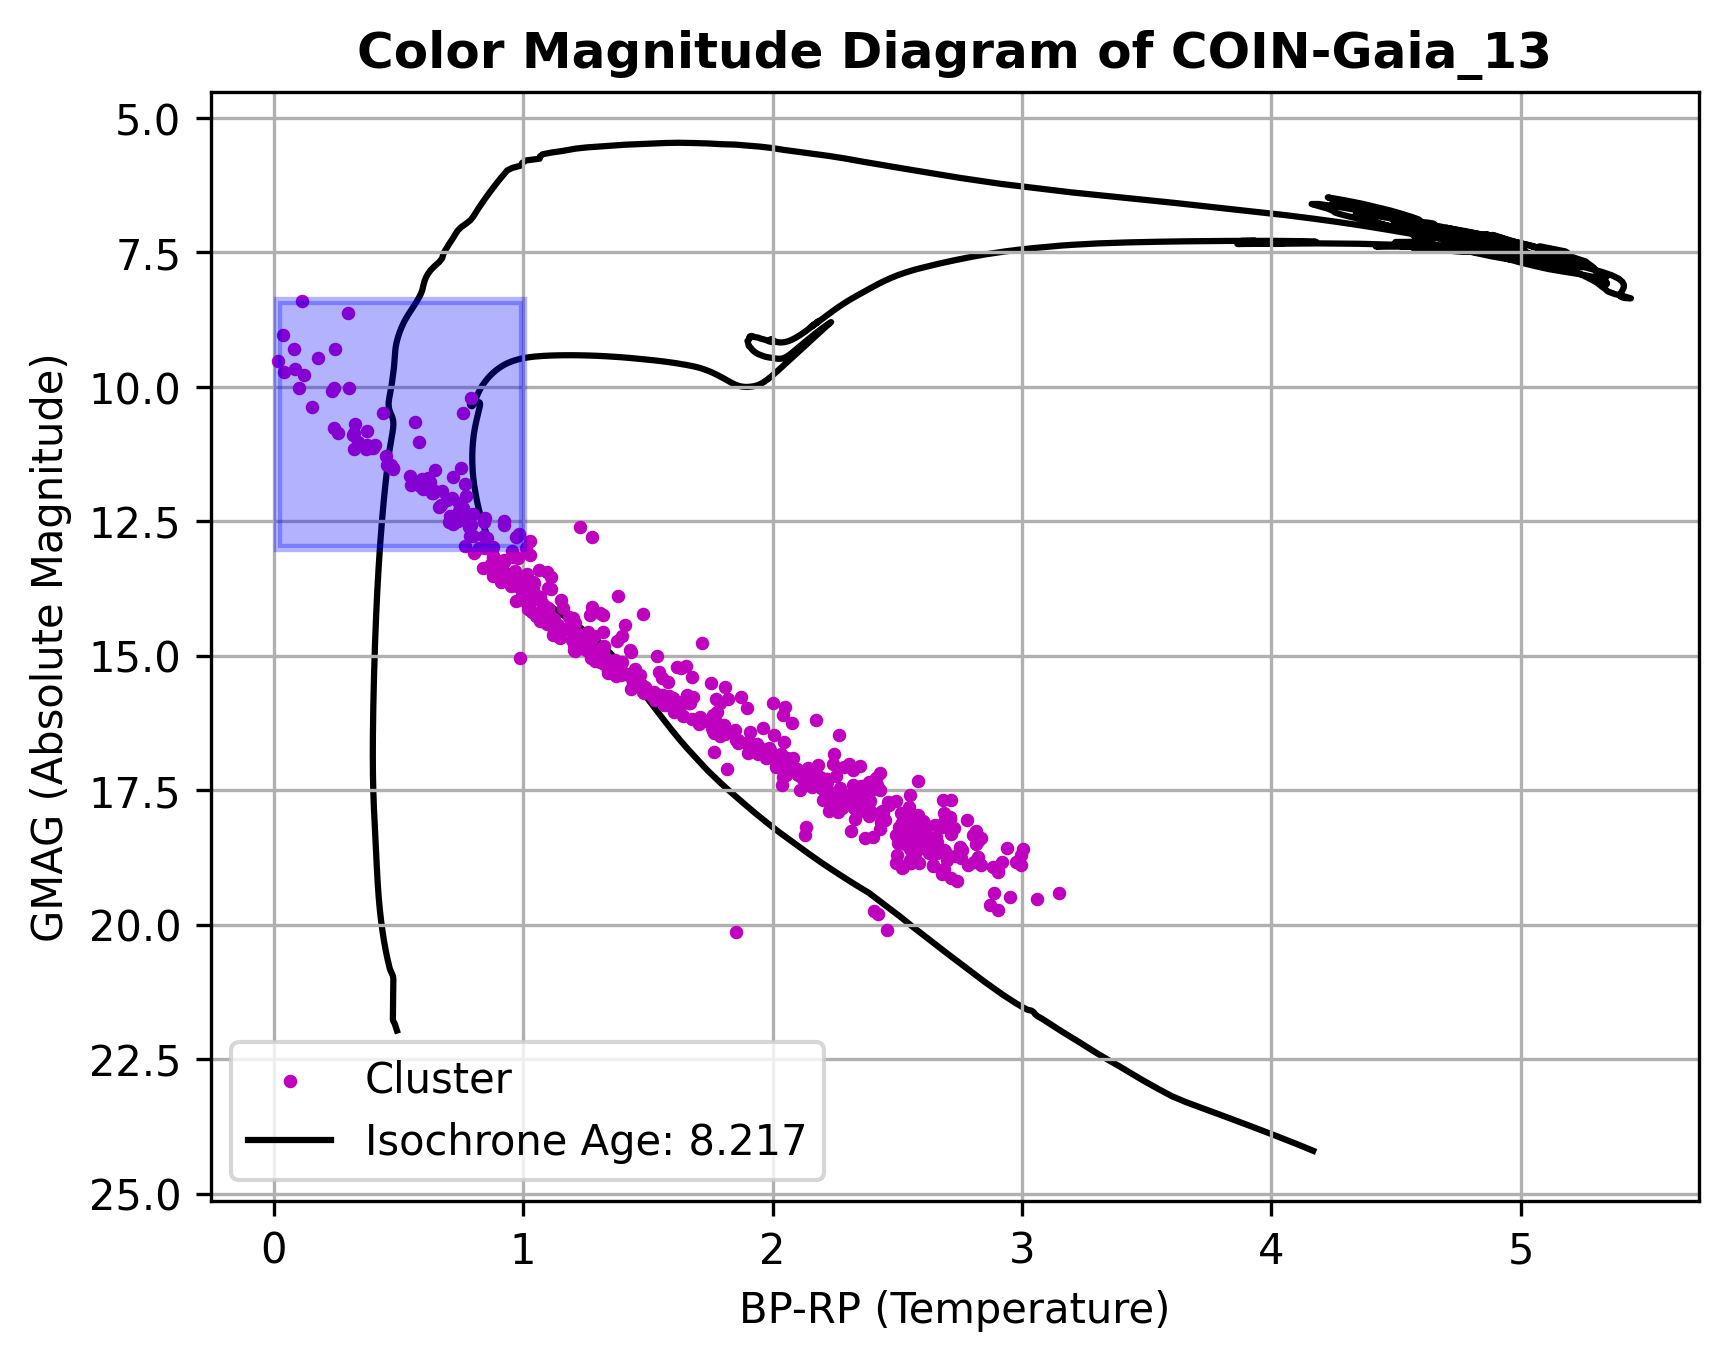 Color Magnitude Diagram of COIN-Gaia_13
GMAG (Absolute Magnitude)
5.0
7.5
10.0
12.5
15.0
17.5
20.0
22.5
25.0
Cluster
Isochrone Age: 8.217
0 1 2 3 4 5
BP-RP (Temperature)